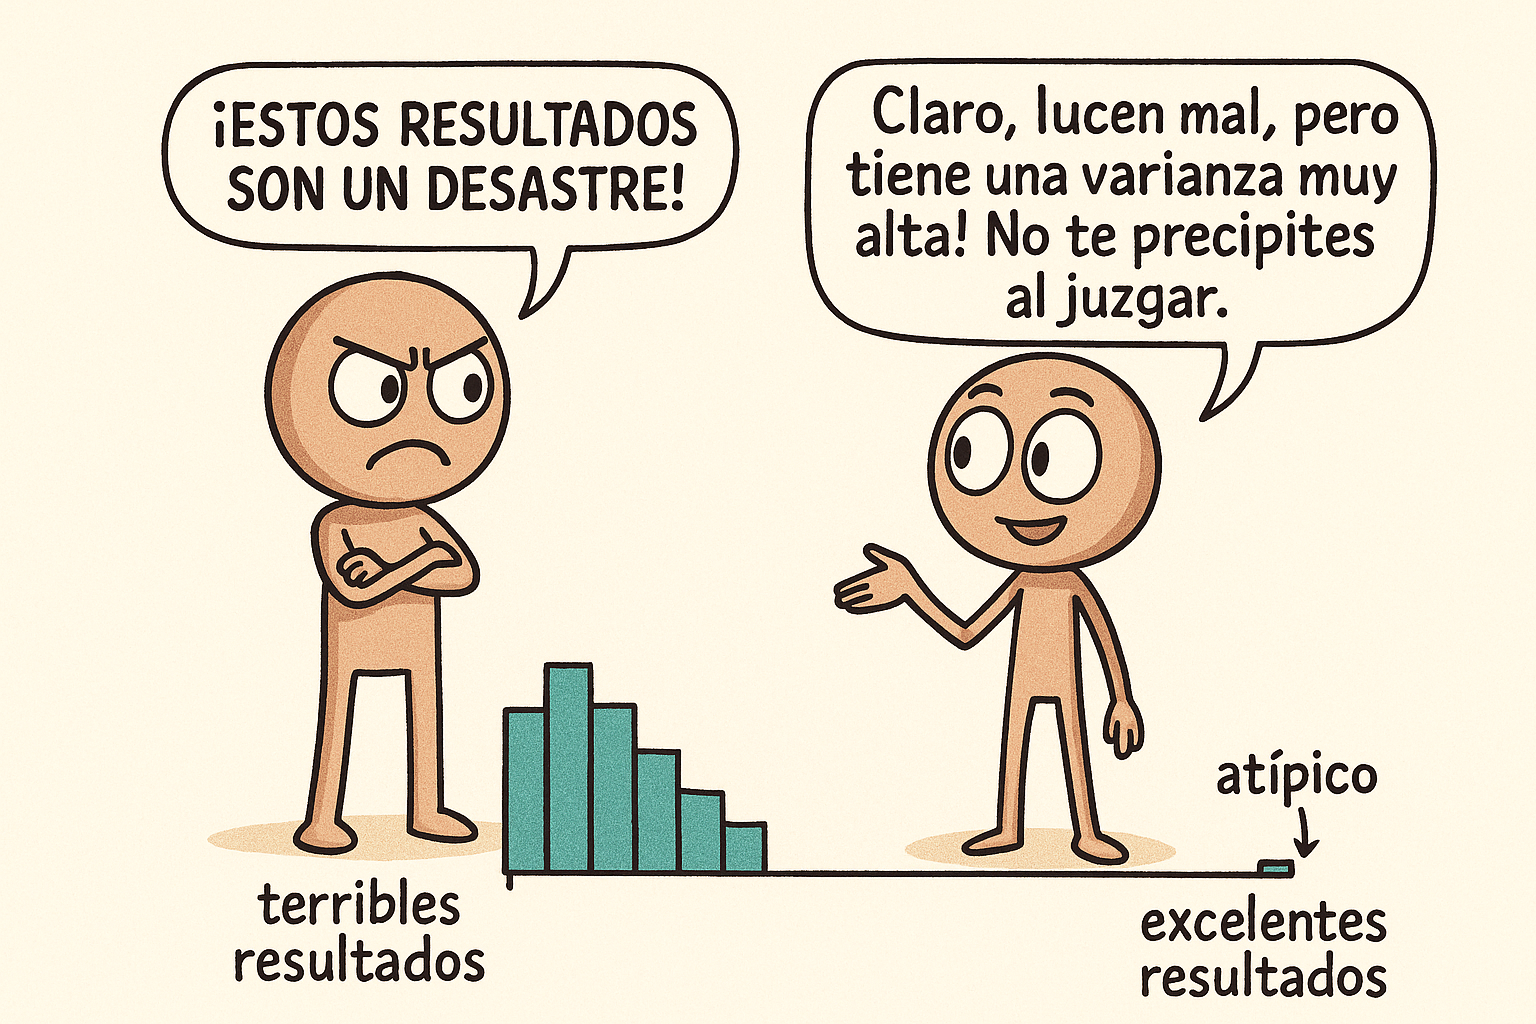 ¡ESTOS RESULTADOS
SON UN DESASTRE!
Claro, lucen mal, pero
tiene una varianza muy
alta! No te precipites
al juzgar.
atípico
terribles
resultados
excelentes
resultados